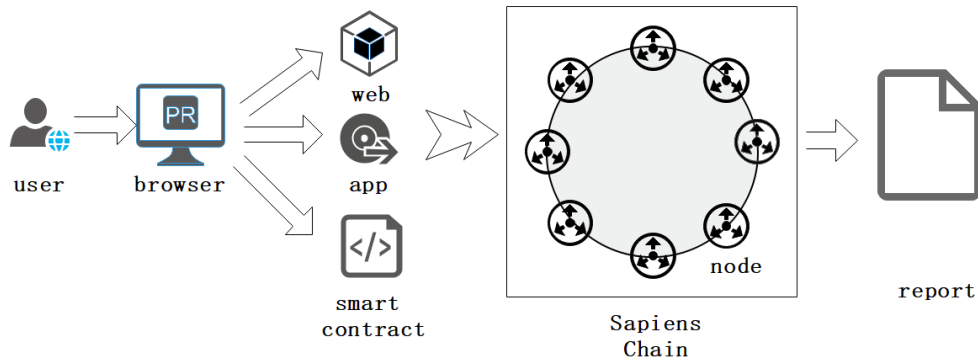 user
PR
browser
web
app
</>
smart
contract
node
Sapiens
Chain
report